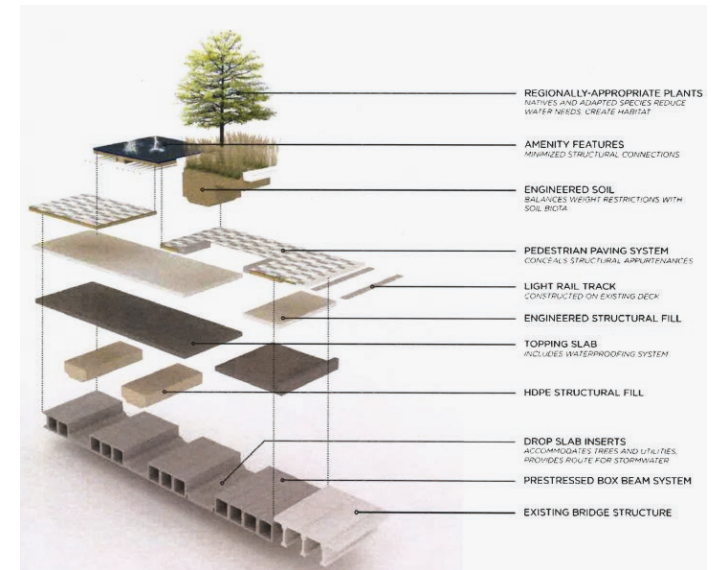 REGIONALLY-APPROPRIATE PLANTS
NATIVES AND ADAPTED SPECIES REDUCE
WATER NEEDS, CREATE HABITAT
AMENITY FEATURES
MINIMIZED STRUCTURAL CONNECTIONS
ENGINEERED SOIL
BALANCES WEIGHT RESTRICTIONS WITH
SOIL BIOTA
PEDESTRIAN PAVING SYSTEM
CONCEALS STRUCTURAL APPURTENANCES
LIGHT RAIL TRACK
CONSTRUCTED ON EXISTING DECK
ENGINEERED STRUCTURAL FILL
TOPPING SLAB
INCLUDES WATERPROOFING SYSTEM
HDPE STRUCTURAL FILL
DROP SLAB INSERTS
ACCOMMODATES TREES AND UTILITIES,
PROVIDES ROUTE FOR STORMWATER
PRESTRESSED BOX BEAM SYSTEM
EXISTING BRIDGE STRUCTURE